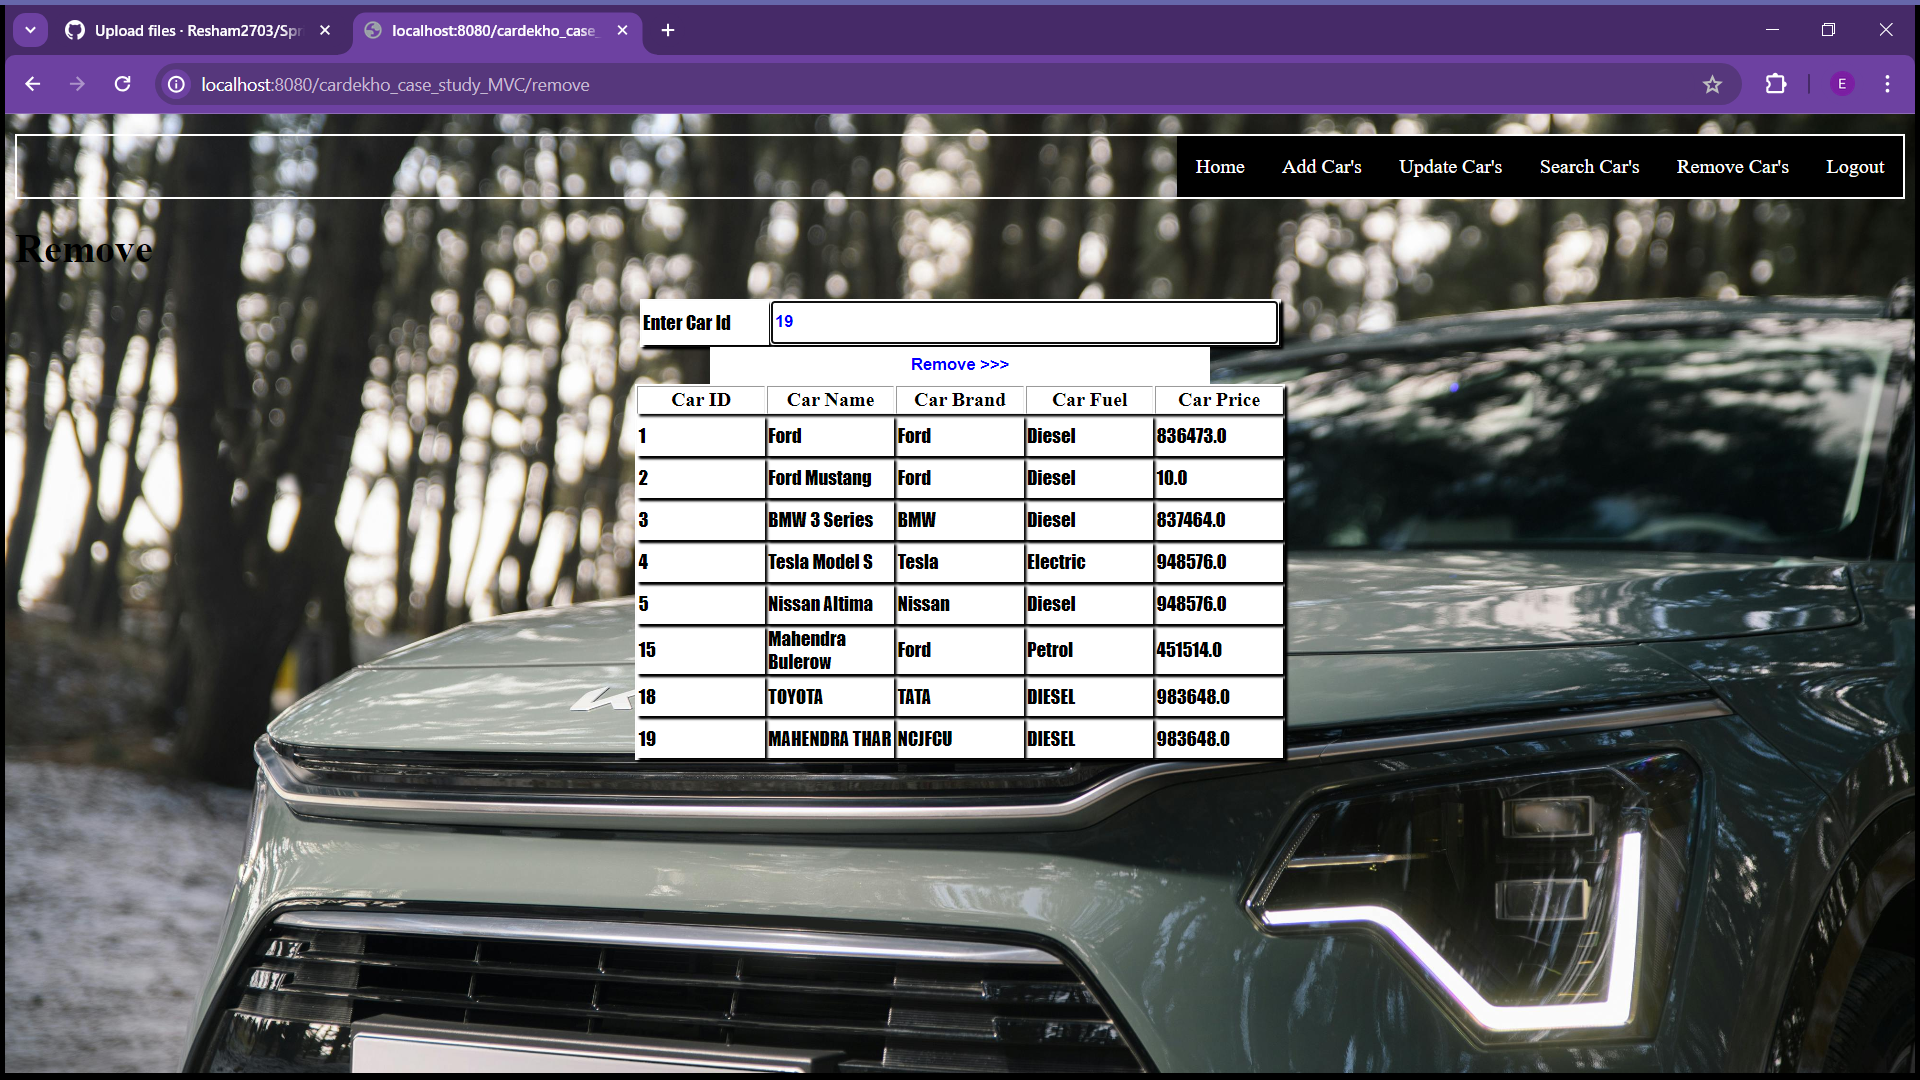 Upload files · Resham2703/Spr
localhost:8080/cardekho_case_
localhost:8080/cardekho_case_study_MVC/remove
E
Home Add Car's Update Car's Search Car's Remove Car's Logout
Remove
Enter Car Id 19
Remove >>>
Car ID Car Name Car Brand Car Fuel Car Price
1 Ford Ford Diesel 836473.0
2 Ford Mustang Ford Diesel 10.0
3 BMW 3 Series BMW Diesel 837464.0
4 Tesla Model S Tesla Electric 948576.0
5 Nissan Altima Nissan Diesel 948576.0
15 Mahendra Bulerow Ford Petrol 451514.0
18 TOYOTA TATA DIESEL 983648.0
19 MAHENDRA THAR NCJFCU DIESEL 983648.0